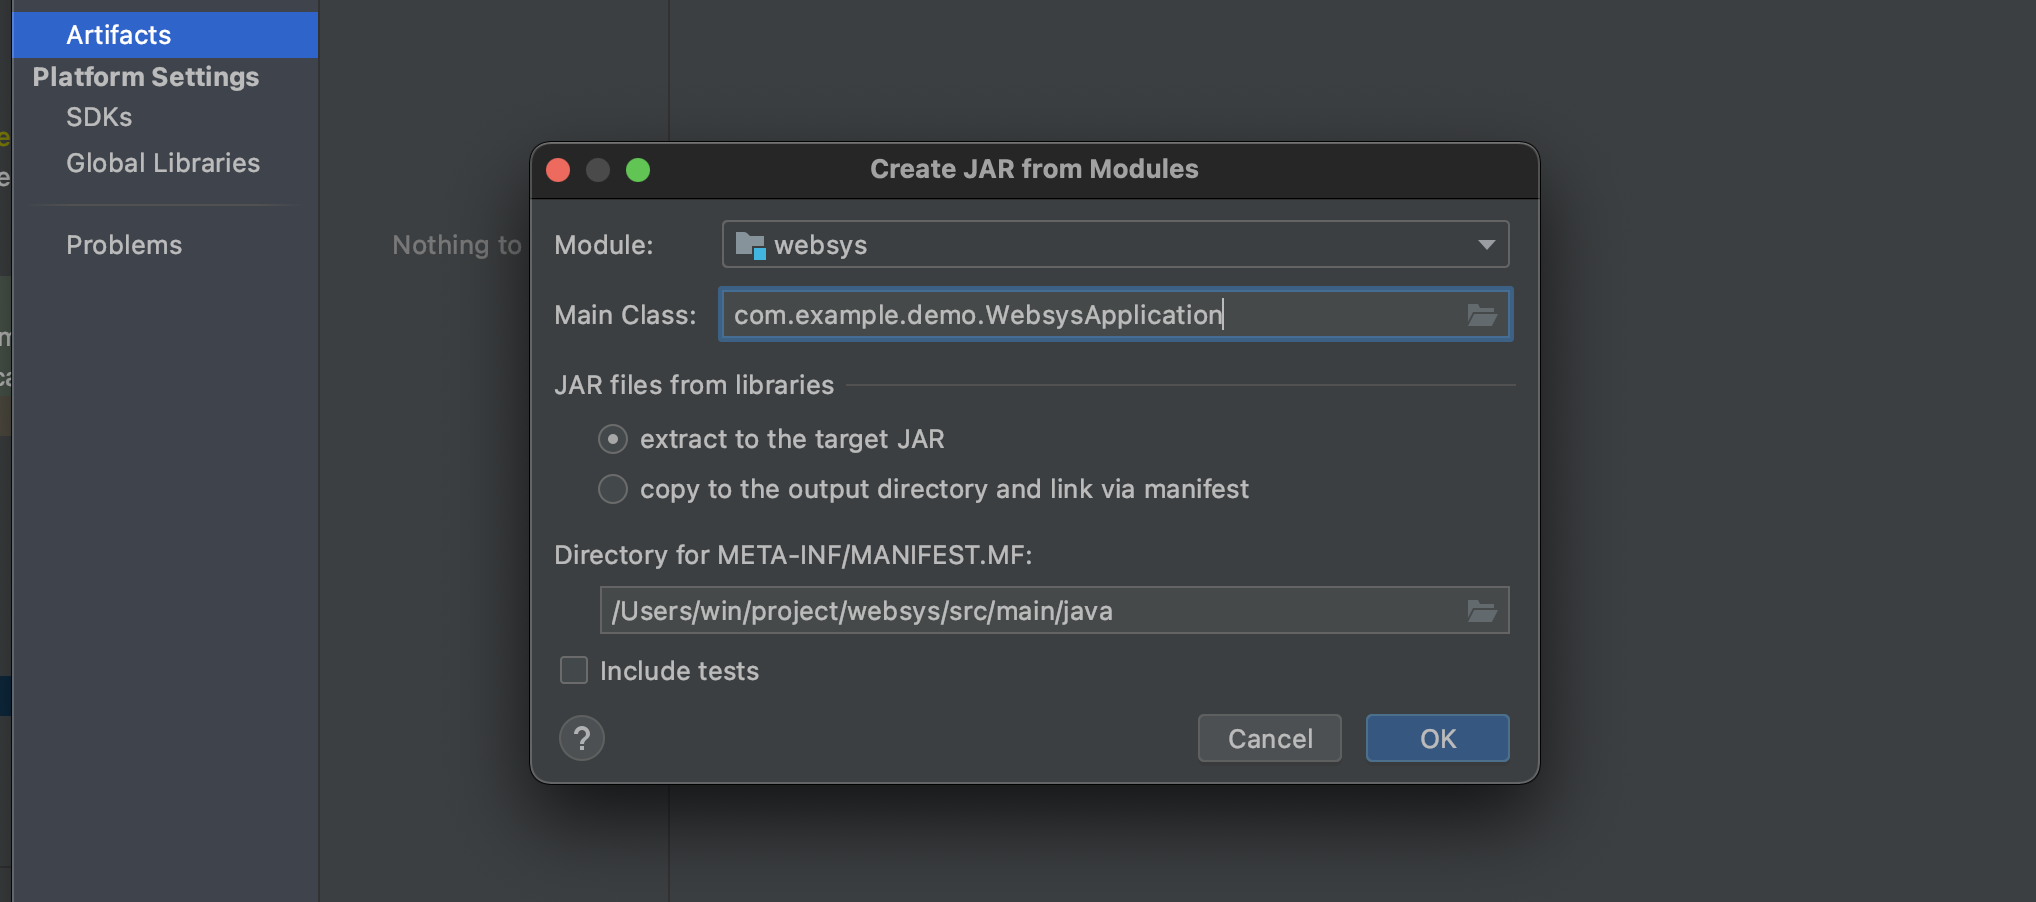 Artifacts
Platform Settings
SDKs
Global Libraries
Problems
Nothing to
Create JAR from Modules
Module: websys
Main Class: com.example.demo.WebsysApplication
JAR files from libraries
extract to the target JAR
copy to the output directory and link via manifest
Directory for META-INF/MANIFEST.MF:
/Users/win/project/websys/src/main/java
Include tests
?
Cancel
OK